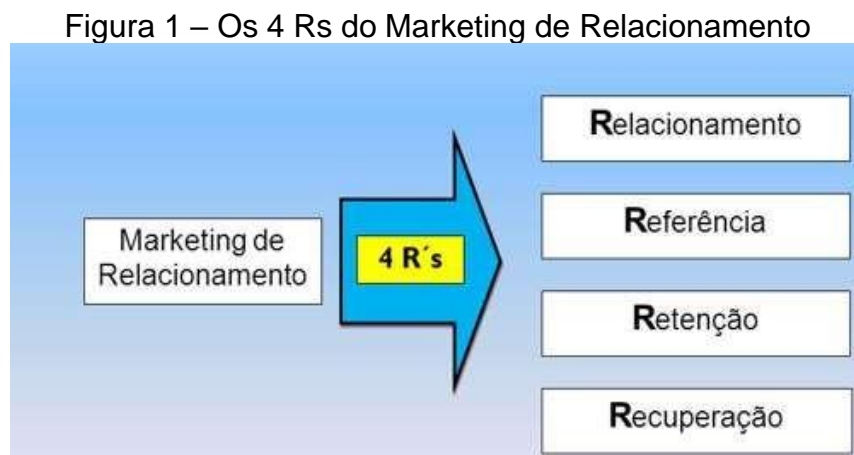 Figura 1 – Os 4 Rs do Marketing de Relacionamento
Marketing de
Relacionamento
4 R´s
Relacionamento
Referência
Retenção
Recuperação